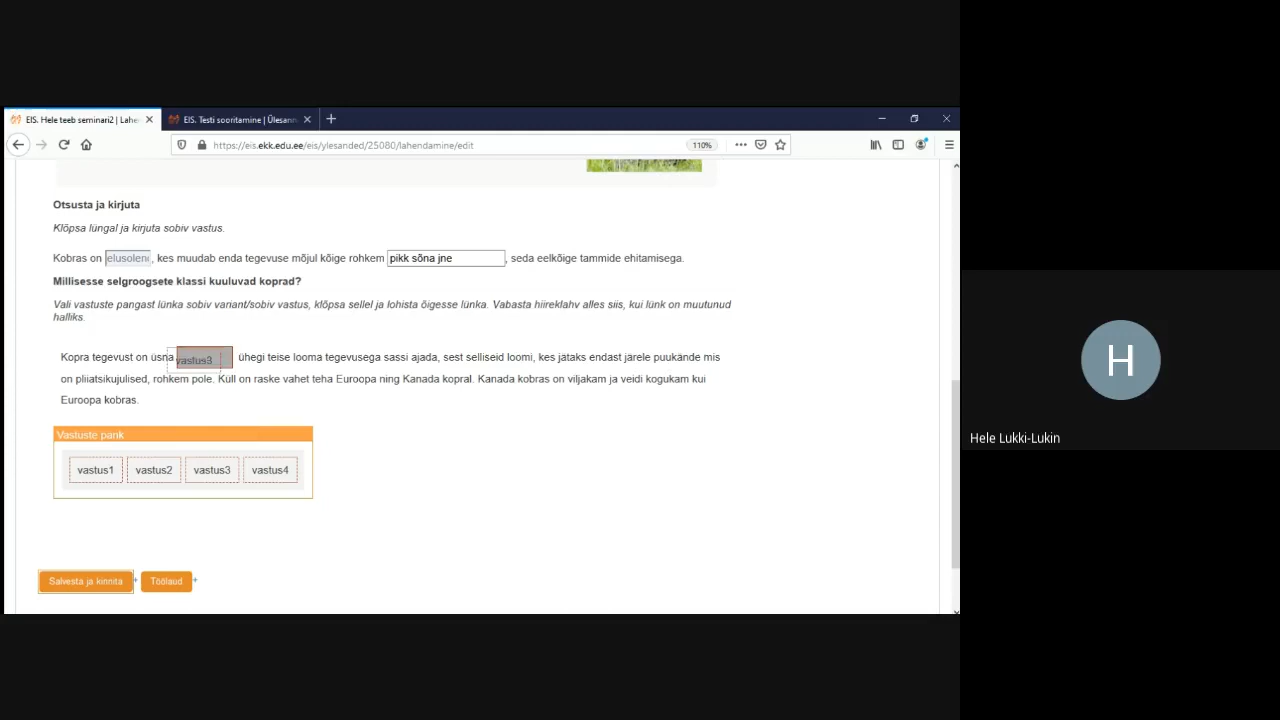 EIS. Hele teeb seminari2 | Lahe
EIS. Testi sooritamine | Ülesann
https://eis.ekk.edu.ee/eis/ylesanded/25080/lahendamine/edit
110%
Otsusta ja kirjuta
Klõpsa lüngal ja kirjuta sobiv vastus.
Kobras on elusolend, kes muudab enda tegevuse mõjul kõige rohkem pikk sõna jne, seda eelkõige tammide ehitamisega.
Millisesse selgroogsete klassi kuuluvad koprad?
Vali vastuste pangast lünka sobiv variant/sobiv vastus, klõpsa sellel ja lohista õigesse lünka. Vabasta hiireklahv alles siis, kui lünk on muutunud
halliks.
Kopra tegevust on üsna vastus3 ühegi teise looma tegevusega sassi ajada, sest selliseid loomi, kes jätaks endast järele puukände mis
on pliiatsikujulised, rohkem pole. Küll on raske vahet teha Euroopa ning Kanada kopral. Kanada kobras on viljakam ja veidi kogukam kui
Euroopa kobras.
Vastuste pank
vastus1 vastus2 vastus3 vastus4
Salvesta ja kinnita + Töölaud +
H
Hele Lukki-Lukin